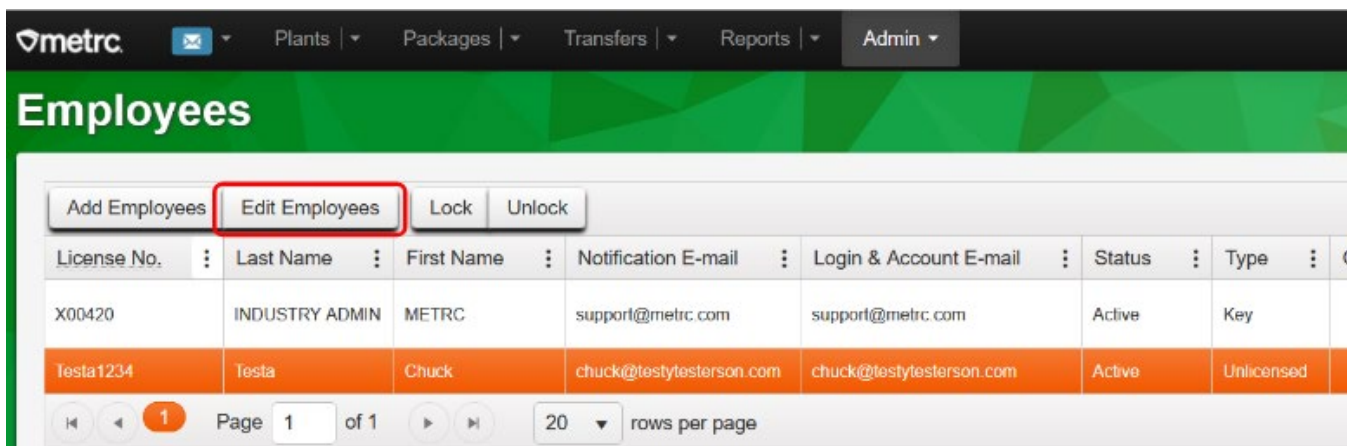 metrc Plants Packages Transfers Reports Admin
Employees
Add Employees Edit Employees Lock Unlock
License No. Last Name First Name Notification E-mail Login & Account E-mail Status Type
X00420 INDUSTRY ADMIN METRC support@metrc.com support@metrc.com Active Key
Testa1234 Testa Chuck chuck@testytesterson.com chuck@testytesterson.com Active Unlicensed
1 Page 1 of 1 20 rows per page